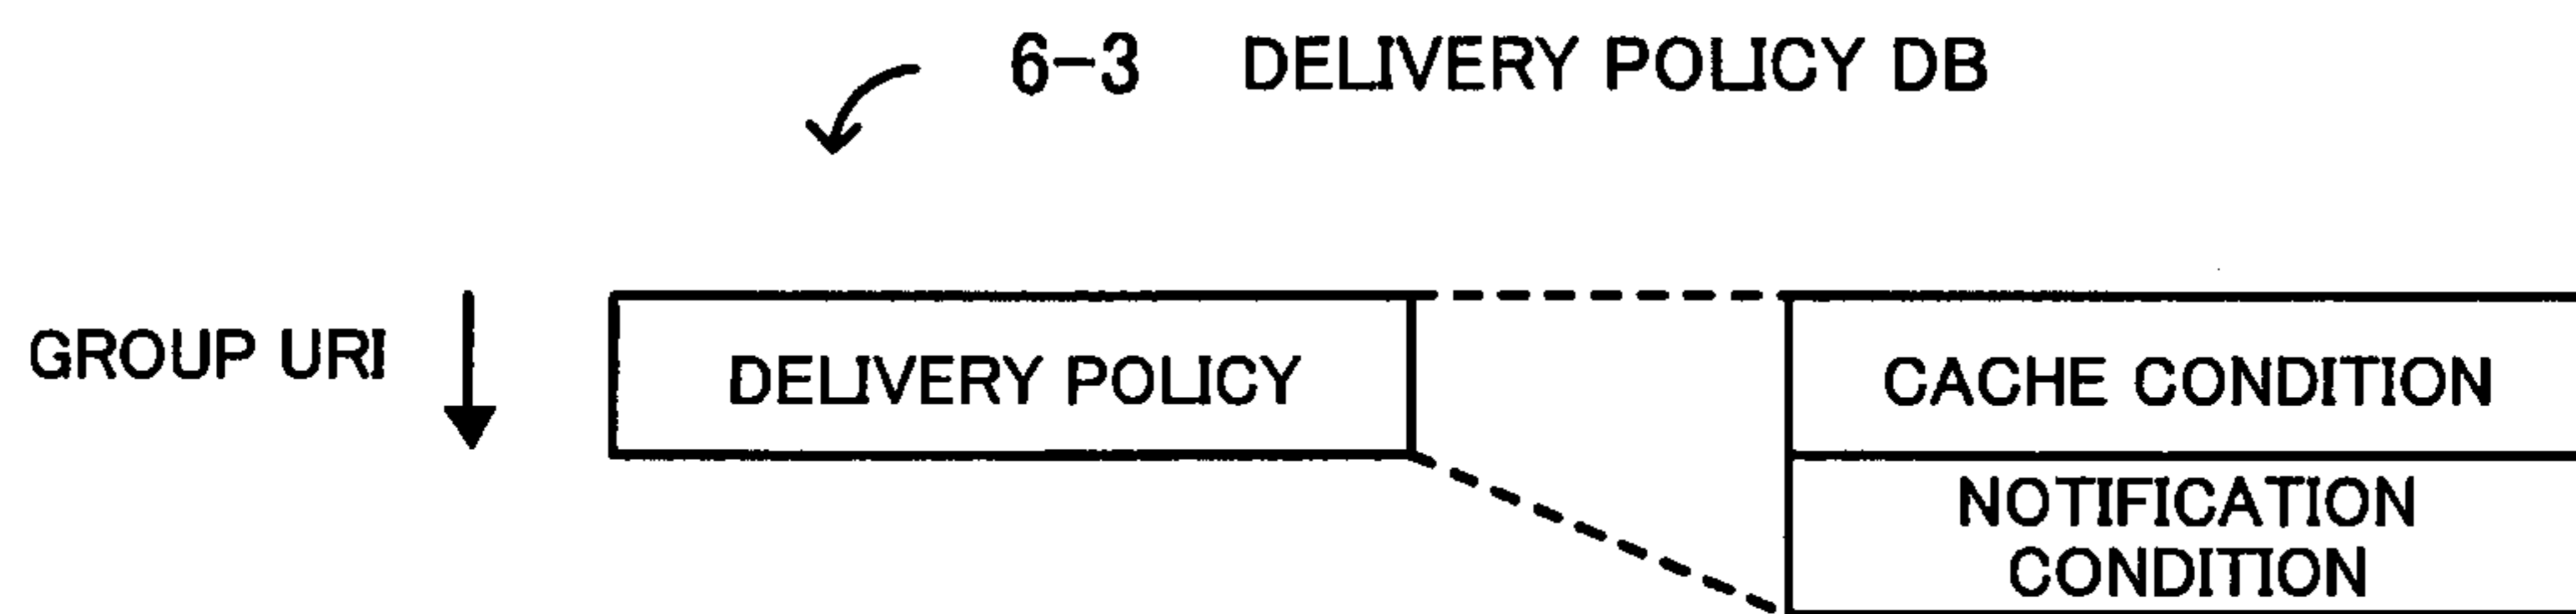 6-3 DELIVERY POLICY DB
GROUP URI
DELIVERY POLICY
CACHE CONDITION
NOTIFICATION
CONDITION